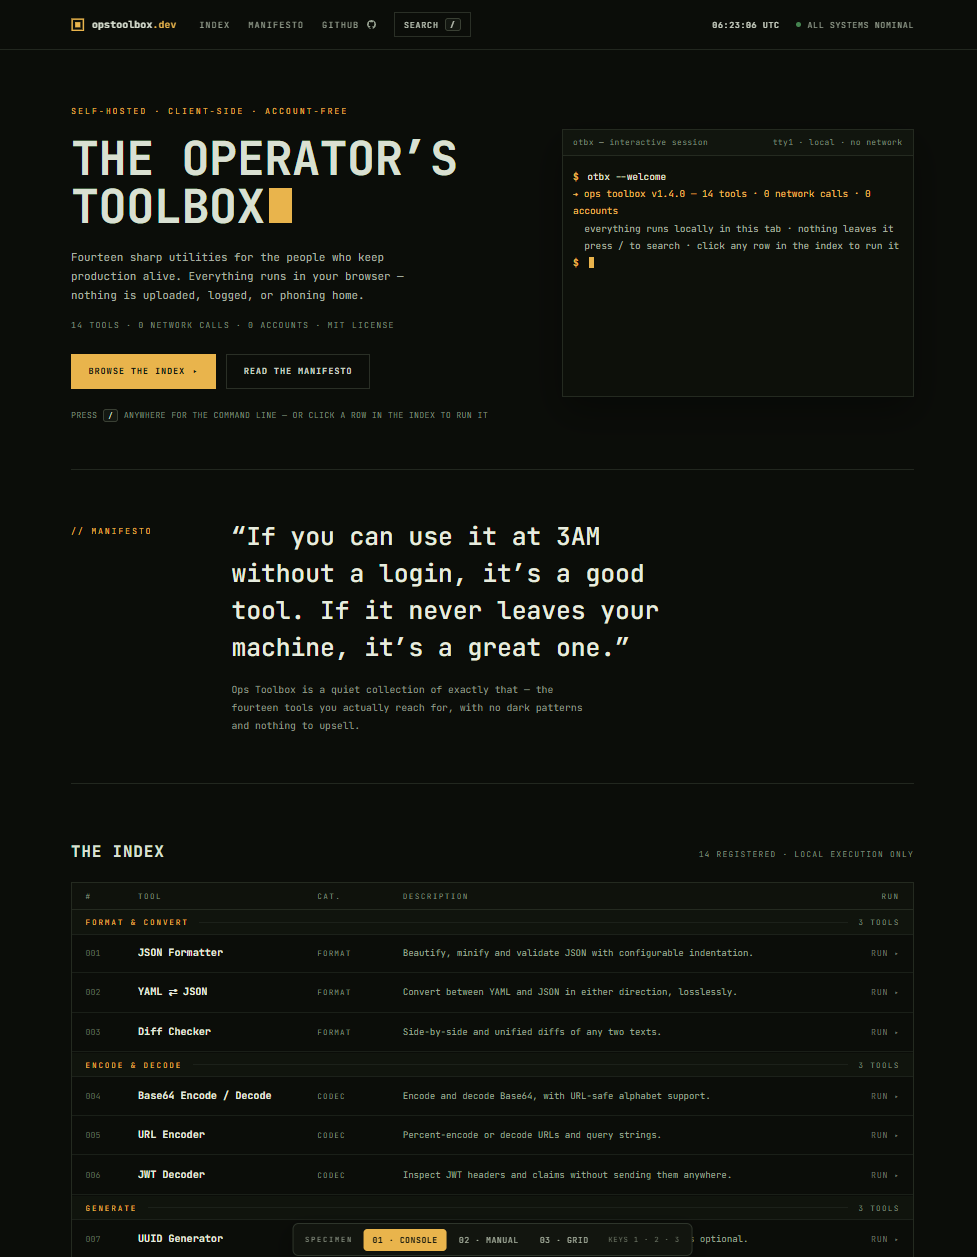 opstoolbox.dev INDEX MANIFESTO GITHUB SEARCH / 06:23:06 UTC ALL SYSTEMS NOMINAL
SELF-HOSTED · CLIENT-SIDE · ACCOUNT-FREE
THE OPERATOR’S
TOOLBOX
Fourteen sharp utilities for the people who keep
production alive. Everything runs in your browser —
nothing is uploaded, logged, or phoning home.
14 TOOLS · 0 NETWORK CALLS · 0 ACCOUNTS · MIT LICENSE
BROWSE THE INDEX ▸ READ THE MANIFESTO
PRESS / ANYWHERE FOR THE COMMAND LINE — OR CLICK A ROW IN THE INDEX TO RUN IT
otbx — interactive session tty1 · local · no network
$ otbx --welcome
→ ops toolbox v1.4.0 — 14 tools · 0 network calls · 0
accounts
everything runs locally in this tab · nothing leaves it
press / to search · click any row in the index to run it
$
// MANIFESTO
“If you can use it at 3AM
without a login, it’s a good
tool. If it never leaves your
machine, it’s a great one.”
Ops Toolbox is a quiet collection of exactly that — the
fourteen tools you actually reach for, with no dark patterns
and nothing to upsell.
THE INDEX 14 REGISTERED · LOCAL EXECUTION ONLY
# TOOL CAT. DESCRIPTION RUN
FORMAT & CONVERT 3 TOOLS
001 JSON Formatter FORMAT Beautify, minify and validate JSON with configurable indentation. RUN ▸
002 YAML ⇄ JSON FORMAT Convert between YAML and JSON in either direction, losslessly. RUN ▸
003 Diff Checker FORMAT Side-by-side and unified diffs of any two texts. RUN ▸
ENCODE & DECODE 3 TOOLS
004 Base64 Encode / Decode CODEC Encode and decode Base64, with URL-safe alphabet support. RUN ▸
005 URL Encoder CODEC Percent-encode or decode URLs and query strings. RUN ▸
006 JWT Decoder CODEC Inspect JWT headers and claims without sending them anywhere. RUN ▸
GENERATE 3 TOOLS
007 UUID Generator optional. RUN ▸
SPECIMEN 01 · CONSOLE 02 · MANUAL 03 · GRID KEYS 1 · 2 · 3